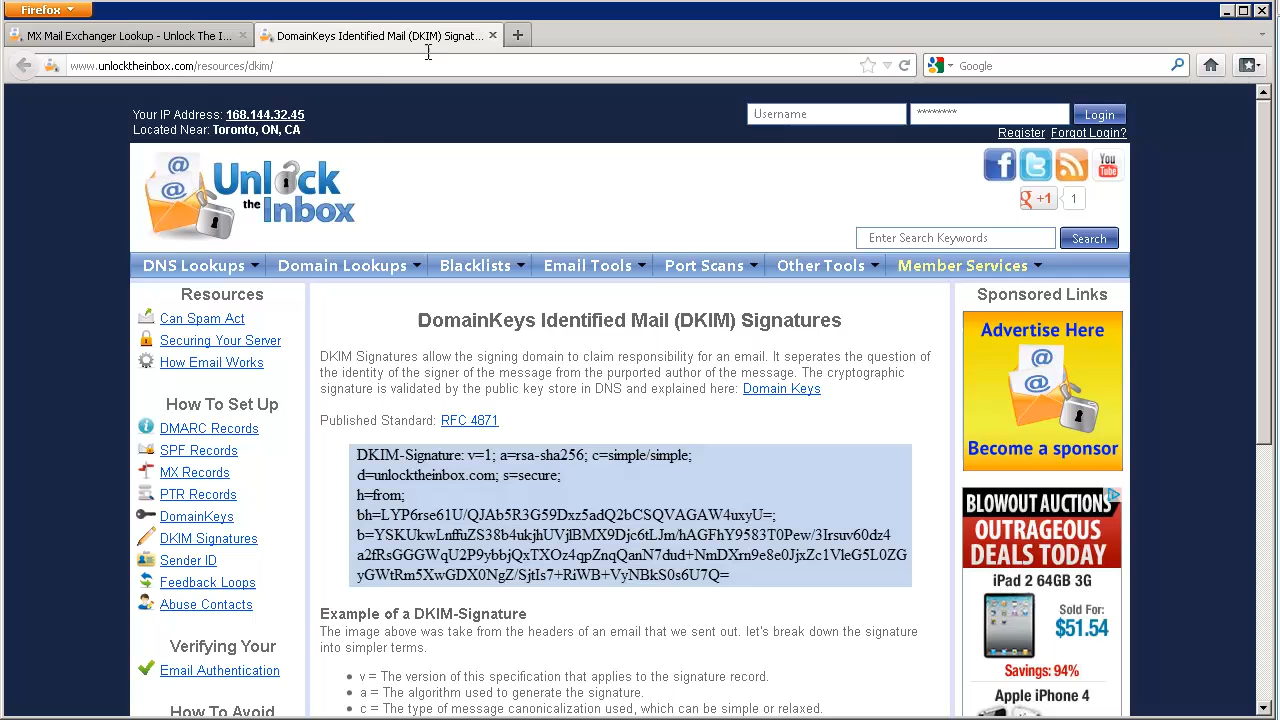 Firefox
MX Mail Exchanger Lookup - Unlock The I...
DomainKeys Identified Mail (DKIM) Signat...
www.unlocktheinbox.com/resources/dkim/
Google
Your IP Address: 168.144.32.45
Located Near: Toronto, ON, CA
Username
********
Login
Register Forgot Login?
Unlock
the Inbox
You
Tube
g +1
1
Enter Search Keywords
Search
DNS Lookups
Domain Lookups
Blacklists
Email Tools
Port Scans
Other Tools
Member Services
Resources
Can Spam Act
Securing Your Server
How Email Works
How To Set Up
DMARC Records
SPF Records
MX Records
PTR Records
DomainKeys
DKIM Signatures
Sender ID
Feedback Loops
Abuse Contacts
Verifying Your
Email Authentication
How To Avoid
DomainKeys Identified Mail (DKIM) Signatures
DKIM Signatures allow the signing domain to claim responsibility for an email. It seperates the question of
the identity of the signer of the message from the purported author of the message. The cryptographic
signature is validated by the public key store in DNS and explained here: Domain Keys
Published Standard: RFC 4871
DKIM-Signature: v=1; a=rsa-sha256; c=simple/simple;
d=unlocktheinbox.com; s=secure;
h=from;
bh=LYP6rse61U/QJAb5R3G59Dxz5adQ2bCSQVAGAW4uxyU=;
b=YSKUkwLnffuZS38b4ukjhUVjlBMX9Djc6tLJm/hAGFhY9583T0Pew/3Irsuv60dz4
a2fRsGGGWqU2P9ybbjQxTXOz4qpZnqQanN7dud+NmDXrn9e8e0JjxZc1VleG5L0ZG
yGWtRm5XwGDX0NgZ/SjtIs7+RiWB+VyNBkS0s6U7Q=
Example of a DKIM-Signature
The image above was take from the headers of an email that we sent out. let's break down the signature
into simpler terms.
v = The version of this specification that applies to the signature record.
a = The algorithm used to generate the signature.
c = The type of message canonicalization used, which can be simple or relaxed.
Sponsored Links
Advertise Here
Become a sponsor
BLOWOUT AUCTIONS
OUTRAGEOUS
DEALS TODAY
iPad 2 64GB 3G
Sold For:
$51.54
Savings: 94%
Apple iPhone 4